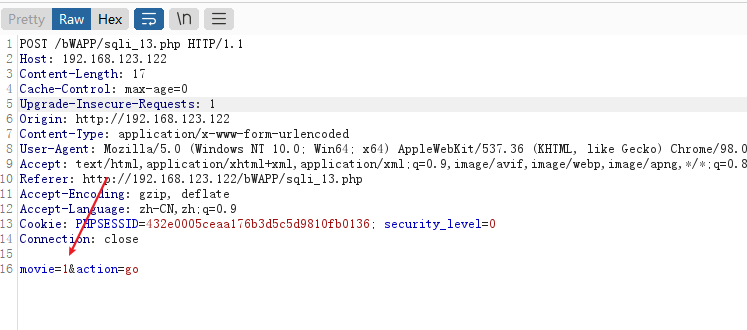 Pretty Raw Hex \n
1 POST /bWAPP/sqli_13.php HTTP/1.1
2 Host: 192.168.123.122
3 Content-Length: 17
4 Cache-Control: max-age=0
5 Upgrade-Insecure-Requests: 1
6 Origin: http://192.168.123.122
7 Content-Type: application/x-www-form-urlencoded
8 User-Agent: Mozilla/5.0 (Windows NT 10.0; Win64; x64) AppleWebKit/537.36 (KHTML, like Gecko) Chrome/98.0
9 Accept: text/html,application/xhtml+xml,application/xml;q=0.9,image/avif,image/webp,image/apng,*/*;q=0.8
10 Referer: http://192.168.123.122/bWAPP/sqli_13.php
11 Accept-Encoding: gzip, deflate
12 Accept-Language: zh-CN,zh;q=0.9
13 Cookie: PHPSESSID=432e0005ceaa176b3d5c5d9810fb0136; security_level=0
14 Connection: close
15
16 movie=1&action=go